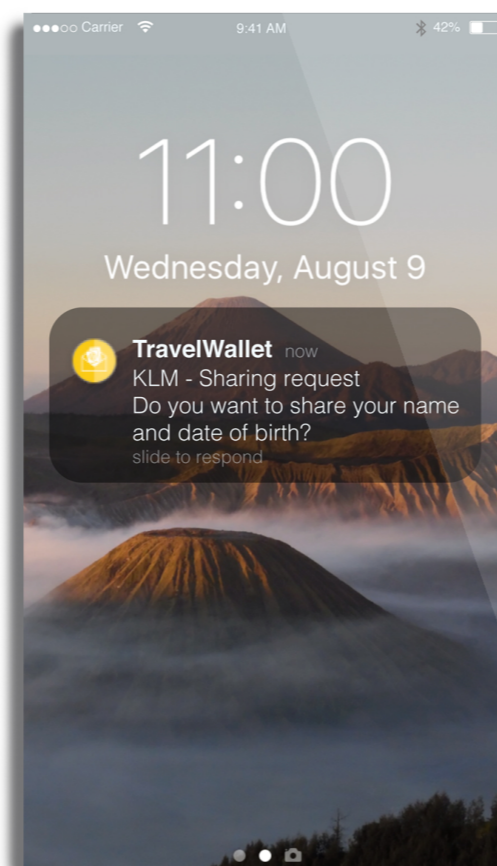 Carrier 9:41 AM 42%
11:00
Wednesday, August 9
TravelWallet now
KLM - Sharing request
Do you want to share your name
and date of birth?
slide to respond